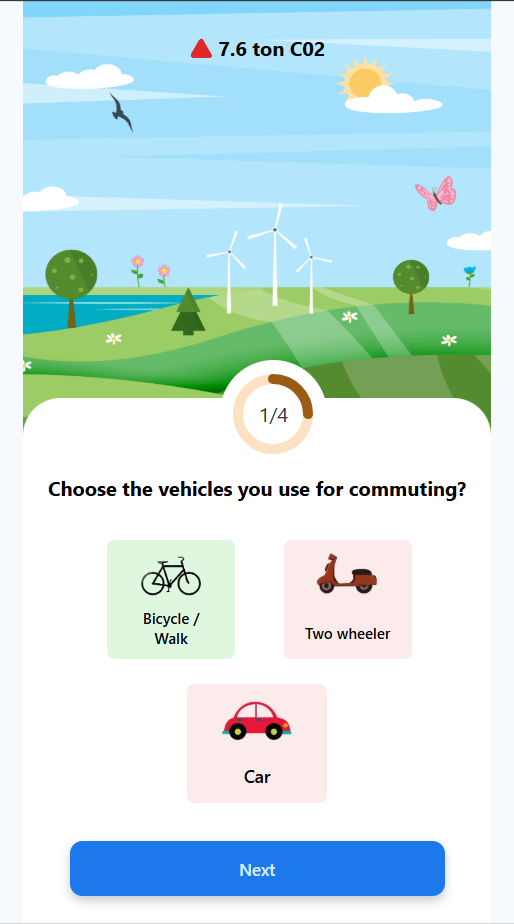 7.6 ton C02
1/4
Choose the vehicles you use for commuting?
Bicycle /
Walk
Two wheeler
Car
Next